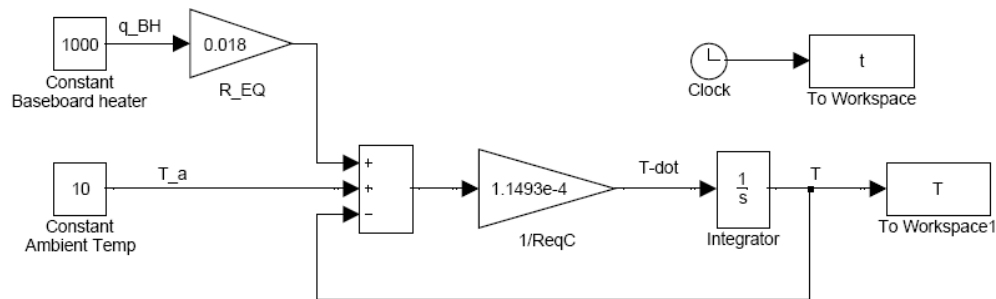 q_BH
1000
0.018
Constant
Baseboard heater
R_EQ
t
Clock
To Workspace
T_a
10
+
+
−
1.1493e-4
T-dot
1
s
T
T
Constant
Ambient Temp
1/ReqC
Integrator
To Workspace1